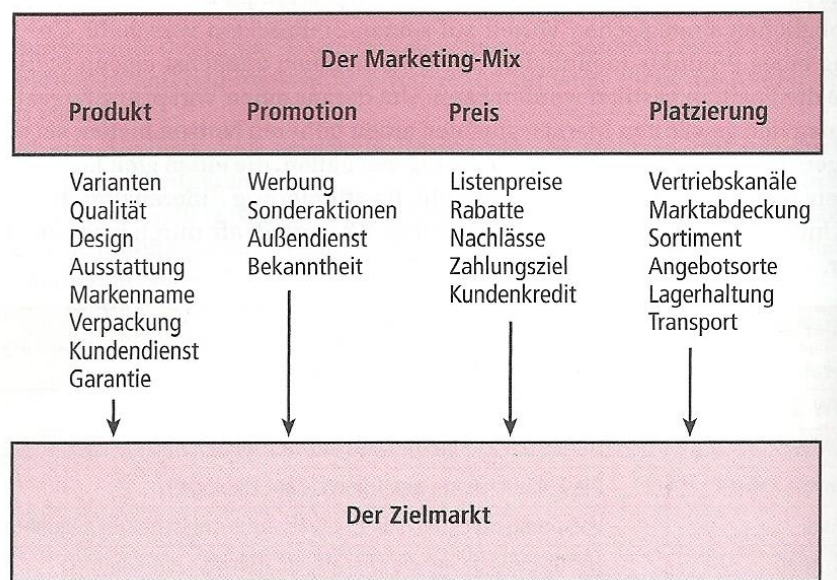 Der Marketing-Mix
Produkt Promotion Preis Platzierung
Varianten
Qualität
Design
Ausstattung
Markenname
Verpackung
Kundendienst
Garantie
Werbung
Sonderaktionen
Außendienst
Bekanntheit
Listenpreise
Rabatte
Nachlässe
Zahlungsziel
Kundenkredit
Vertriebskanäle
Marktabdeckung
Sortiment
Angebotsorte
Lagerhaltung
Transport
Der Zielmarkt